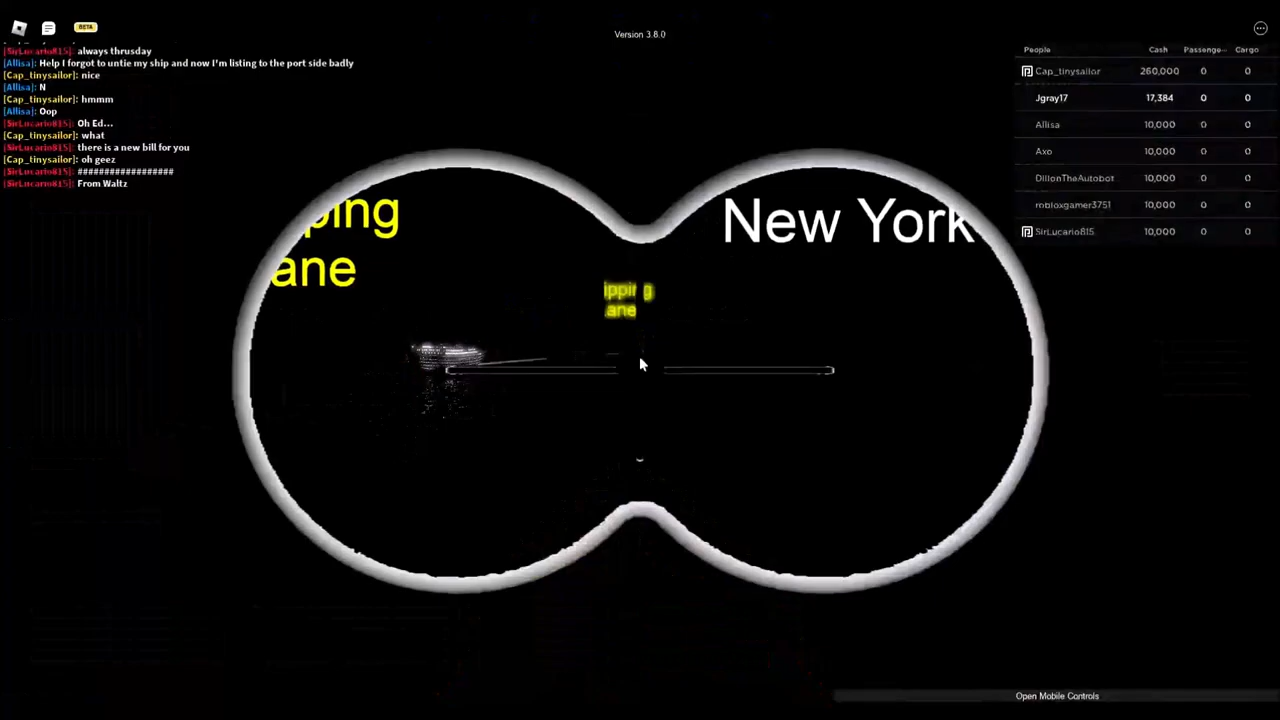 BETA
Version 3.8.0
[SirLucario815]: always thrusday
[Allisa]: Help I forgot to untie my ship and now I'm listing to the port side badly
[Cap_tinysailor]: nice
[Allisa]: N
[Cap_tinysailor]: hmmm
[Allisa]: Oop
[SirLucario815]: Oh Ed...
[Cap_tinysailor]: what
[SirLucario815]: there is a new bill for you
[Cap_tinysailor]: oh geez
[SirLucario815]: #################
[SirLucario815]: From Waltz
People Cash Passenge Cargo
Cap_tinysailor 260,000 0 0
Jgray17 17,384 0 0
Allisa 10,000 0 0
Axo 10,000 0 0
DillonTheAutobot 10,000 0 0
robloxgamer3751 10,000 0 0
SirLucario815 10,000 0 0
pping
ane
New York
ipping
ane
Open Mobile Controls